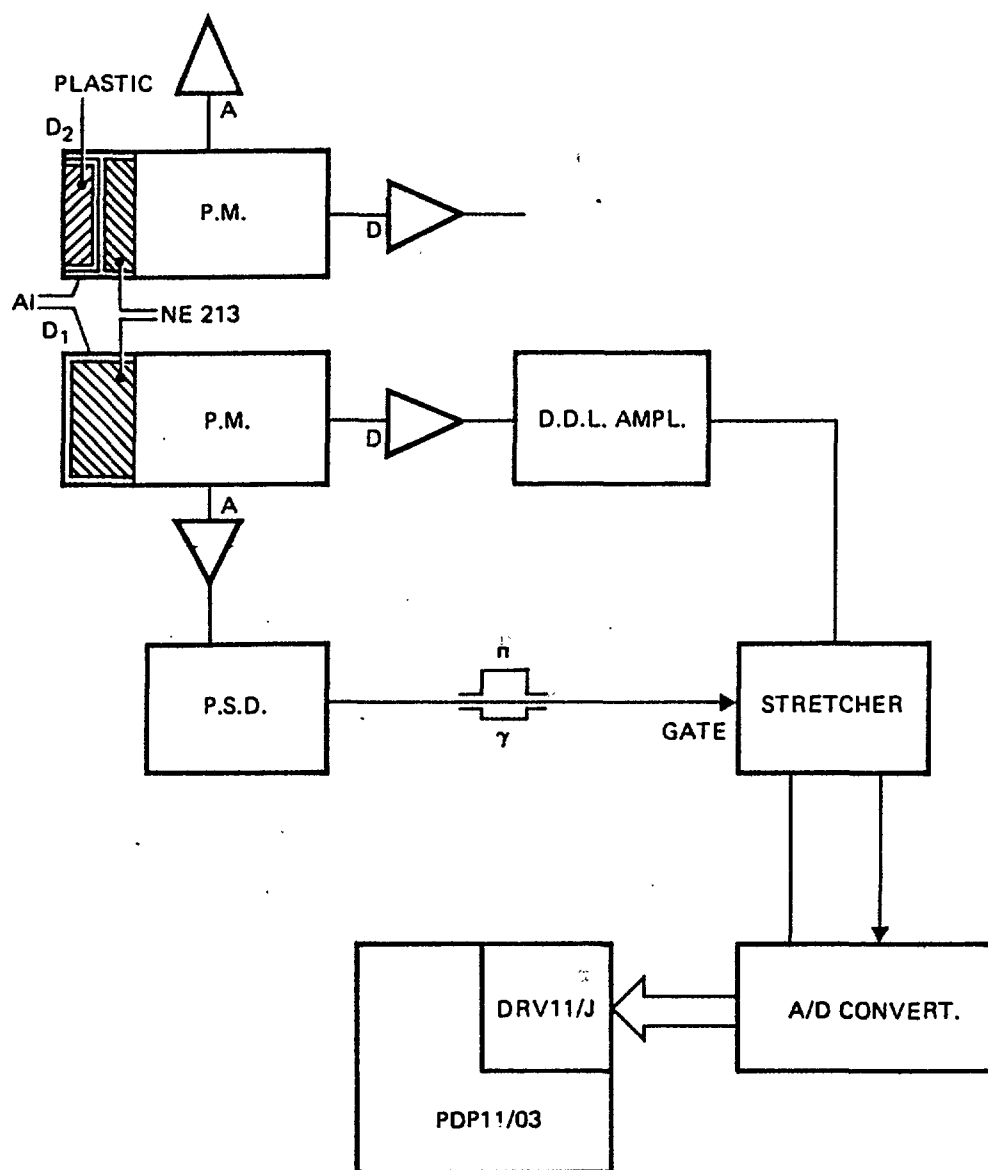 PLASTIC
A
D2
P.M.
D
Al
NE 213
D1
P.M.
D.D.L. AMPL.
D
A
n
P.S.D.
STRETCHER
GATE
γ
DRV11/J
A/D CONVERT.
PDP11/03